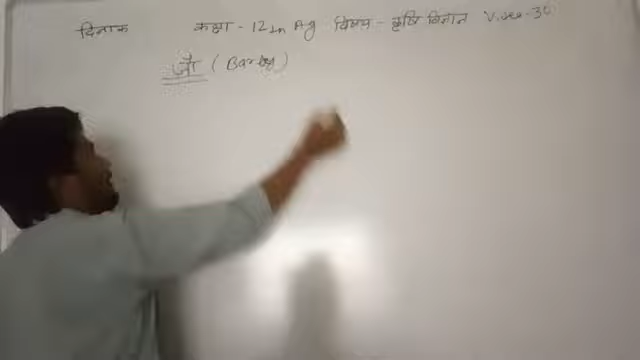 दिनांक कक्षा - 12th Ag विषय - कृषि विज्ञान
जौ (Barley)